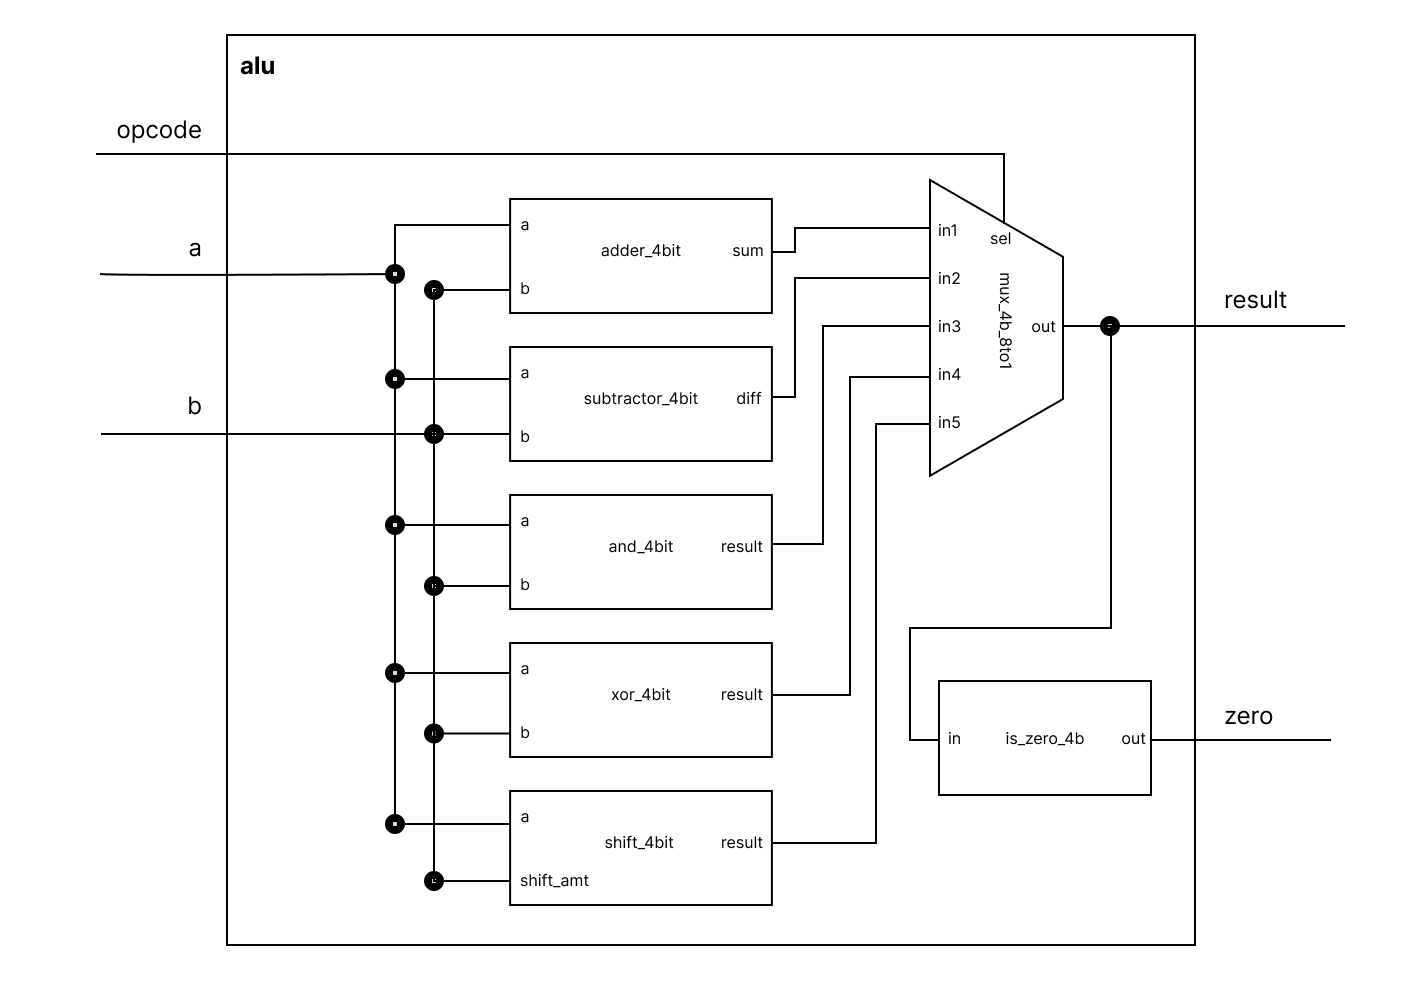 alu
opcode
a
b
a
adder_4bit
sum
b
a
subtractor_4bit
diff
b
a
and_4bit
result
b
a
xor_4bit
result
b
a
shift_4bit
result
shift_amt
in1
sel
in2
in3
in4
in5
mux_4b_8to1
out
result
in
is_zero_4b
out
zero